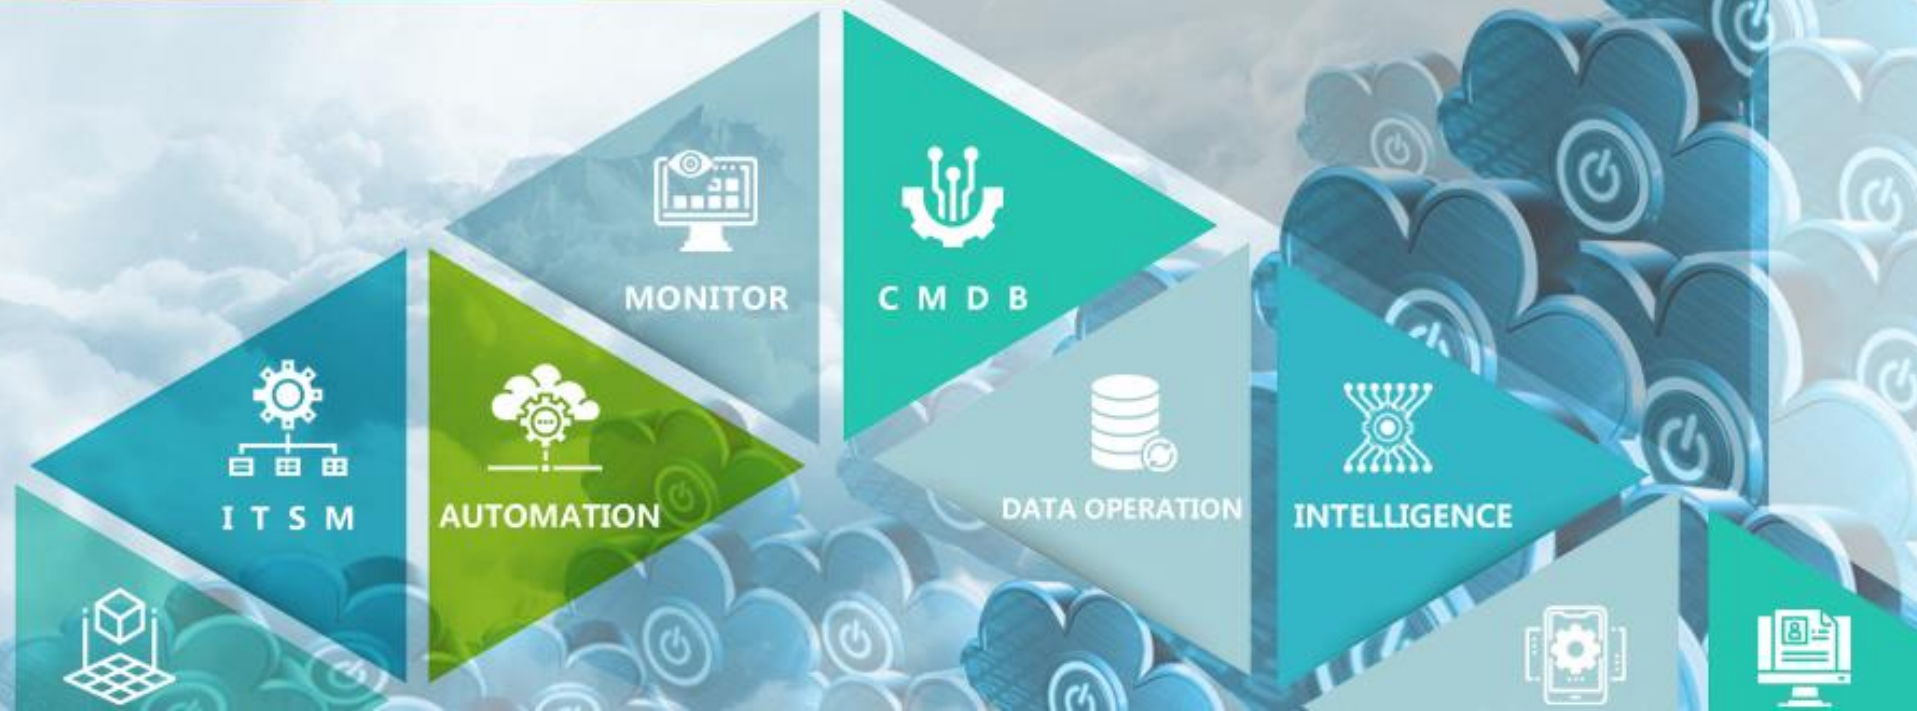 MONITOR
C M D B
I T S M
AUTOMATION
DATA OPERATION
INTELLIGENCE